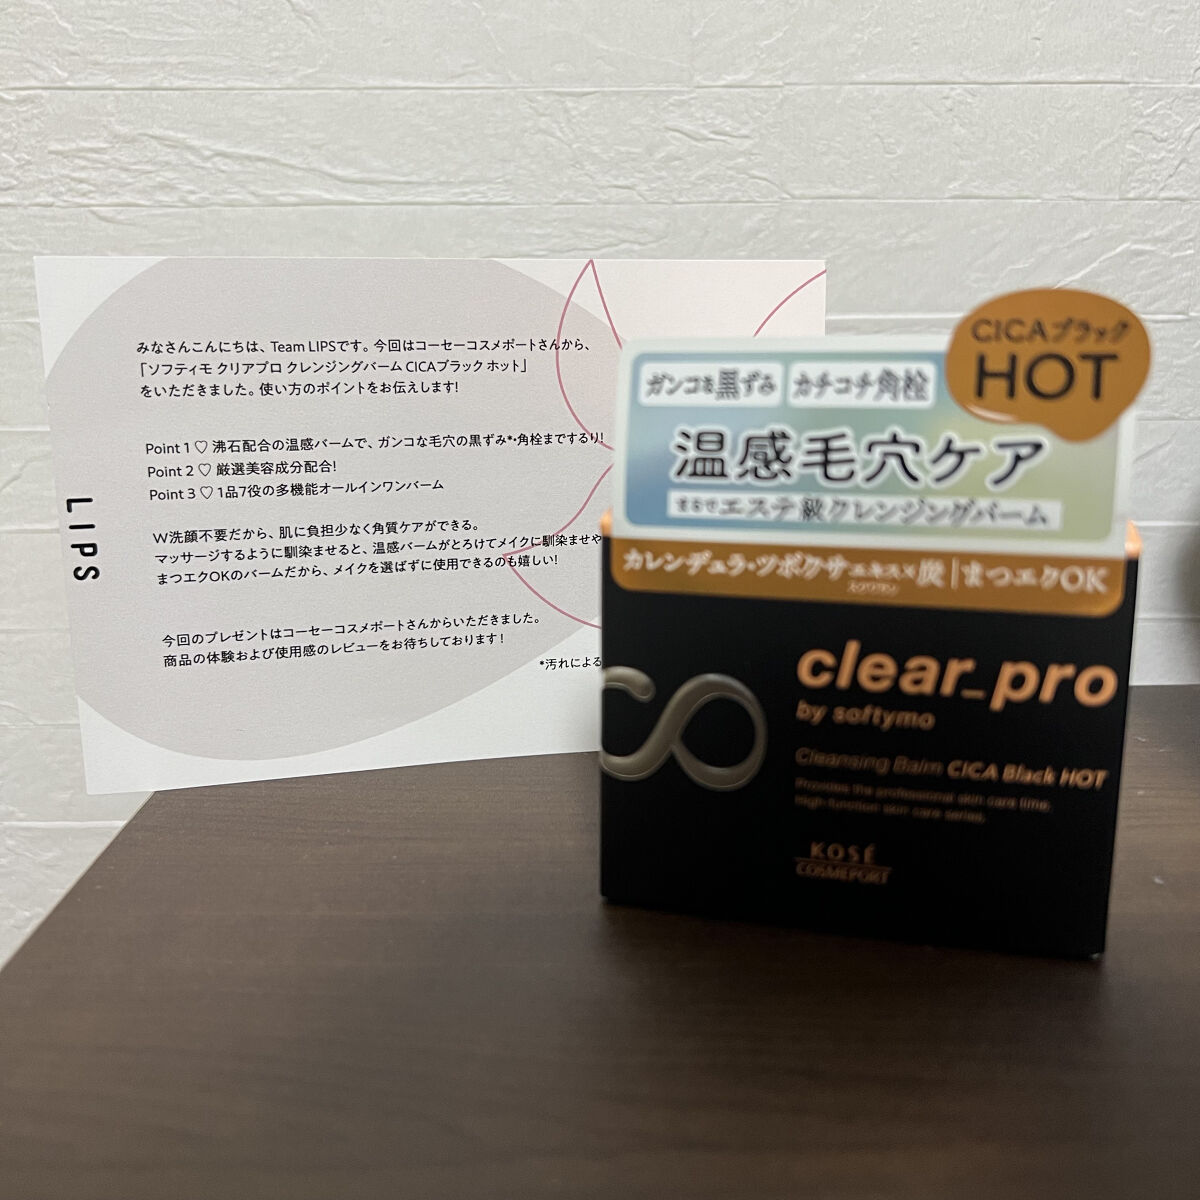 みなさんこんにちは、Team LIPSです。今回はコーセーコスメポートさんから、
「ソフティモ クリアプロ クレンジングバーム CICAブラック ホット」
をいただきました。使い方のポイントをお伝えします!
Point 1 ♡ 沸石配合の温感バームで、ガンコな毛穴の黒ずみ*・角栓までするり!
Point 2 ♡ 厳選美容成分配合!
Point 3 ♡ 1品7役の多機能オールインワンバーム
W洗顔不要だから、肌に負担少なく角質ケアができる。
マッサージするように馴染ませると、温感バームがとろけてメイクに馴染ませや
まつエクOKのバームだから、メイクを選ばずに使用できるのも嬉しい!
今回のプレゼントはコーセーコスメポートさんからいただきました。
商品の体験および使用感のレビューをお待ちしております!
*汚れによる
LIPS
CICAブラック
HOT
ガンコな黒ずみ カチコチ角栓
温感毛穴ケア
まるでエステ級クレンジングバーム
カレンデュラ・ツボクサエキス×炭|まつエクOK
clear_pro
by softymo
Cleansing Balm CICA Black HOT
Provides the professional skin care time.
High-function skin care series.
KOSÉ
COSMEPORT